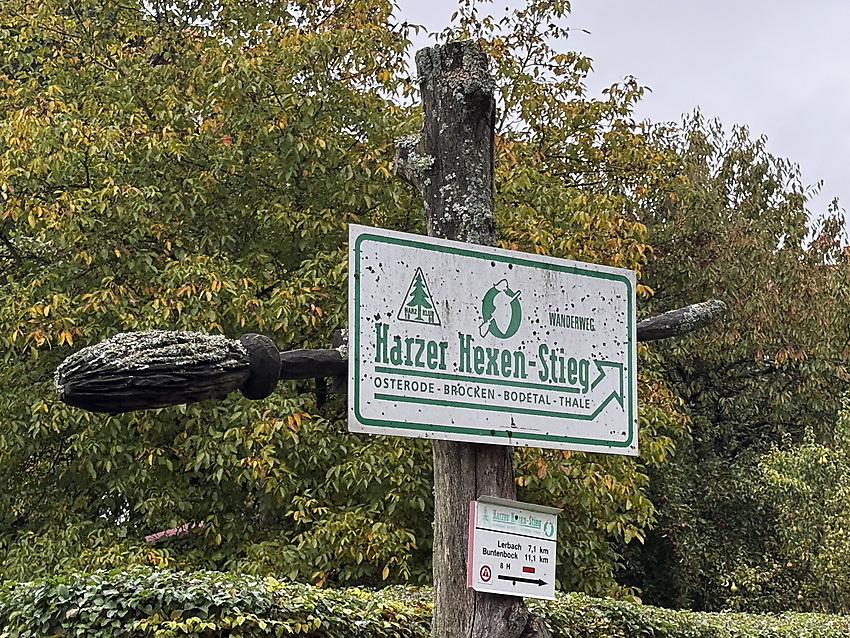 HARZ KLUB
WANDERWEG
Harzer Hexen-Stieg
OSTERODE - BROCKEN - BODETAL - THALE
Harzer Hexen-Stieg
Lerbach 7,1 km
Buntenbock 11,1 km
8 H